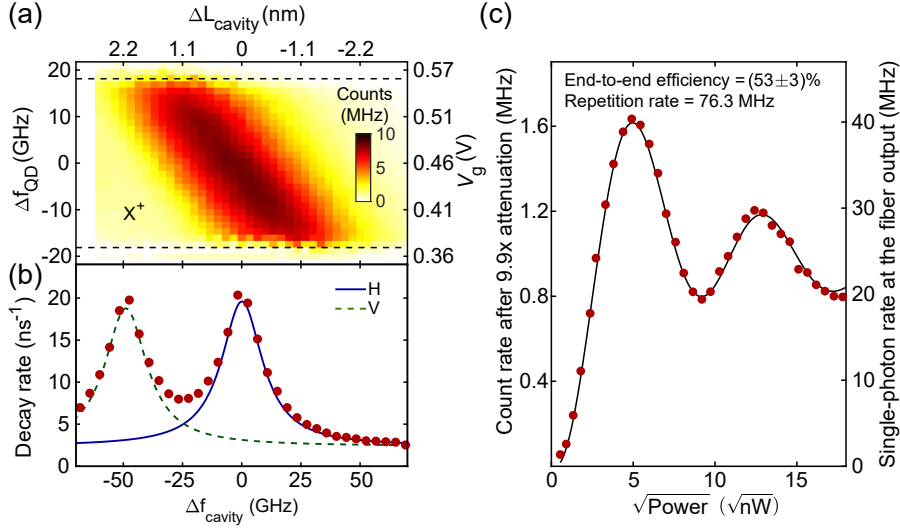 (a)
ΔL_cavity (nm)
2.2 1.1 0 -1.1 -2.2
20
10
0
-10
-20
Δf_QD (GHz)
0.57
0.51
0.46
0.41
0.36
V_g (V)
Counts
(MHz)
10
5
0
X⁺
(b)
20
15
10
5
0
Decay rate (ns⁻¹)
H
V
-50 -25 0 25 50
Δf_cavity (GHz)
(c)
End-to-end efficiency = (53±3)%
Repetition rate = 76.3 MHz
Count rate after 9.9x attenuation (MHz)
1.6
1.2
0.8
0.4
40
30
20
10
0
Single-photon rate at the fiber output (MHz)
0 5 10 15
√Power (√nW)